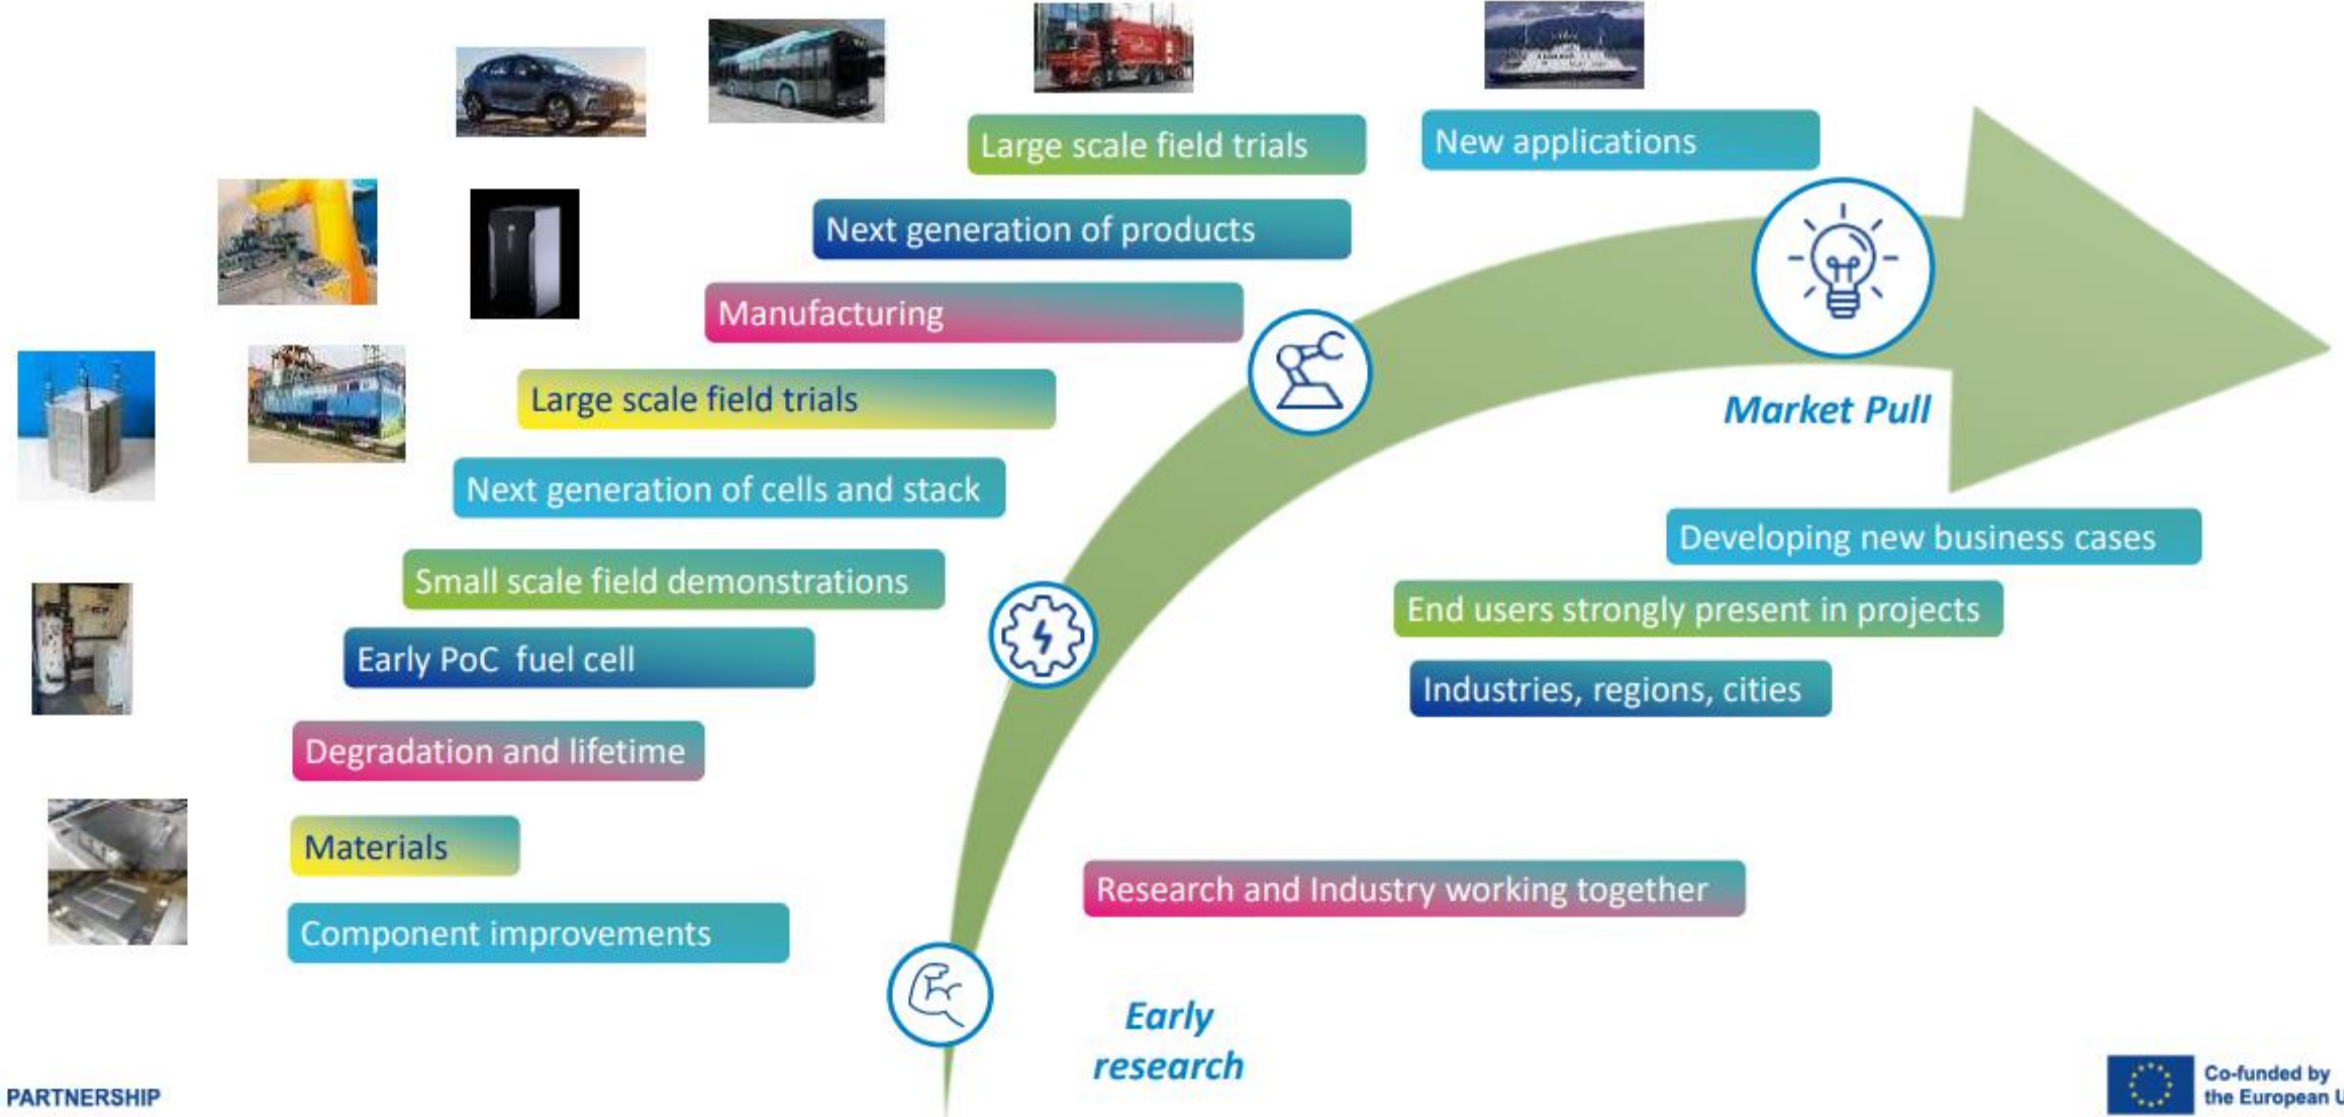 Large scale field trials
New applications
Next generation of products
Manufacturing
Large scale field trials
Market Pull
Next generation of cells and stack
Developing new business cases
Small scale field demonstrations
End users strongly present in projects
Early PoC fuel cell
Industries, regions, cities
Degradation and lifetime
Materials
Research and Industry working together
Component improvements
Early
research
PARTNERSHIP
Co-funded by
the European